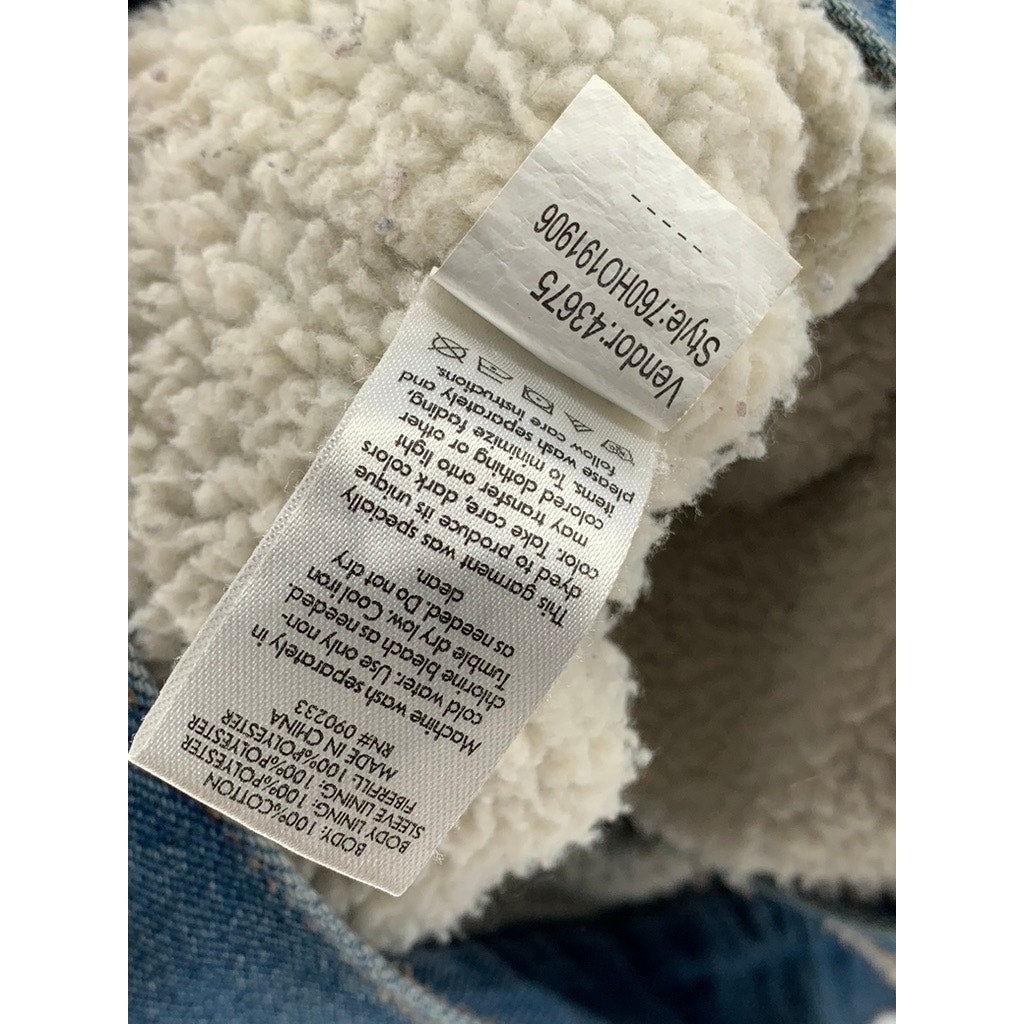 BODY: 100%COTTON
BODY LINING: 100%POLYESTER
SLEEVE LINING: 100%POLYESTER
FIBERFILL: 100%POLYESTER
MADE IN CHINA
RN# 090233
Machine wash separately in
cold water. Use only non-
chlorine bleach as needed.
Tumble dry low. Cool iron
as needed. Do not dry
clean.
This garment was specially
dyed to produce its unique
color. Take care, dark colors
may transfer onto light
colored clothing or other
items. To minimize fading,
please wash separately and
follow care instructions.
Vendor:43675
Style:760HO191906
-----